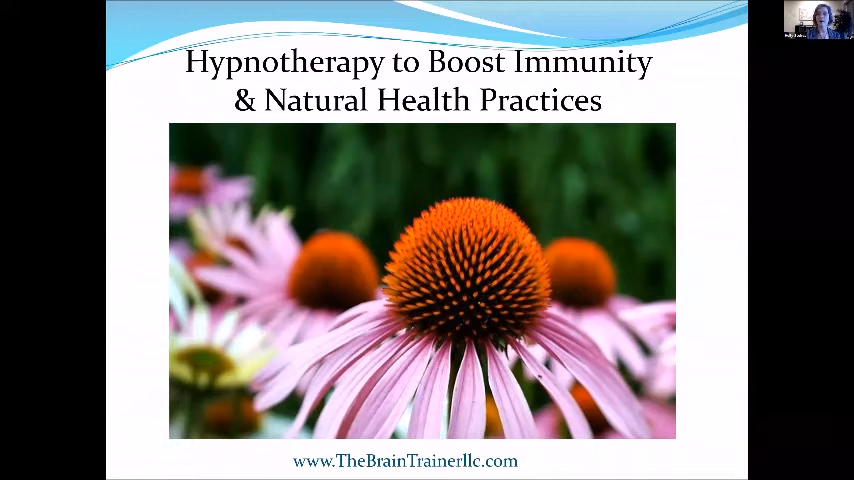 Hypnotherapy to Boost Immunity
& Natural Health Practices
www.TheBrainTrainerllc.com